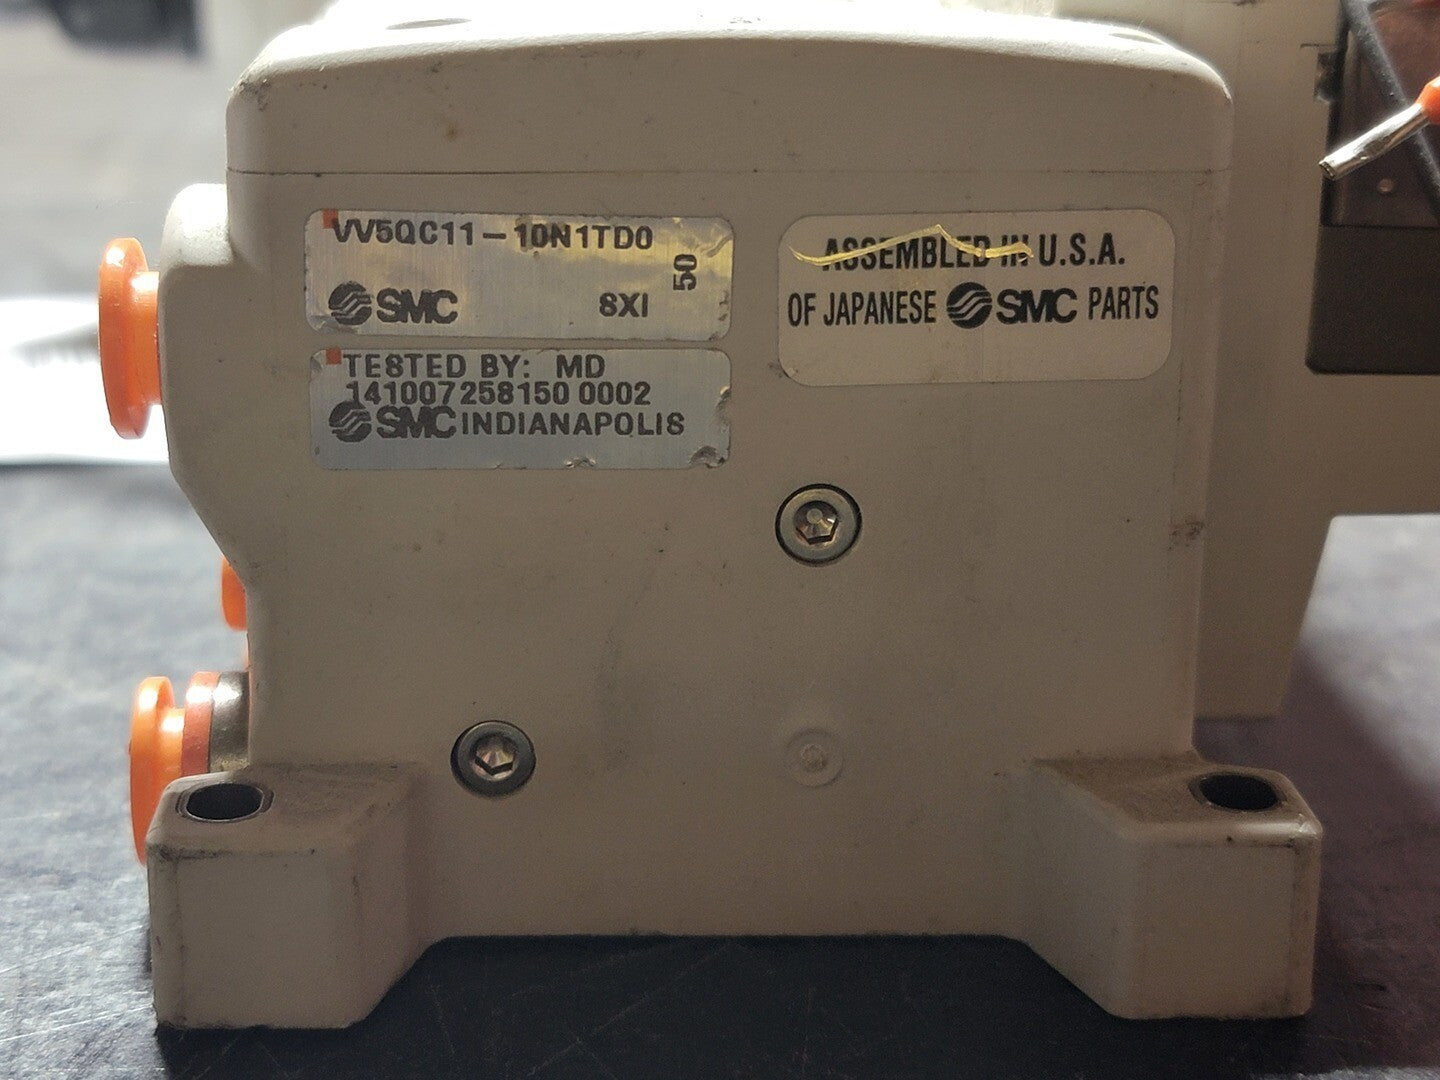 VV5QC11-10N1TD0
50
SMC 8XI
TESTED BY: MD
141007258150 0002
SMC INDIANAPOLIS
ASSEMBLED IN U.S.A.
OF JAPANESE SMC PARTS